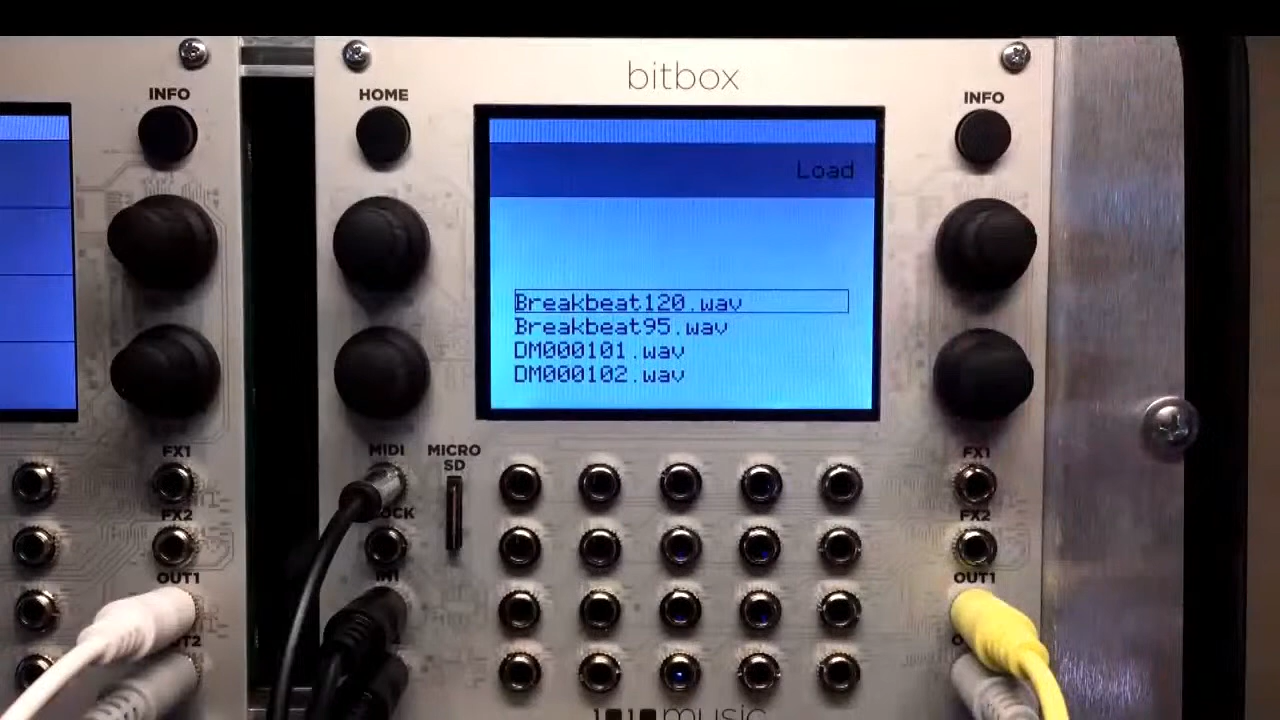 INFO
FX1
FX2
OUT1
bitbox
HOME
INFO
Load
Breakbeat120.wav
Breakbeat95.wav
DM000101.wav
DM000102.wav
MIDI
MICRO
SD
IN1
FX1
FX2
OUT1
music